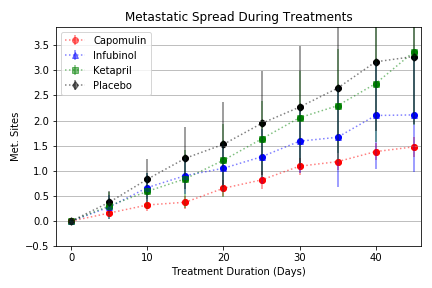 Metastatic Spread During Treatments
Capomulin
Infubinol
Ketapril
Placebo
3.5
3.0
2.5
2.0
1.5
1.0
0.5
0.0
−0.5
Met. Sites
0 10 20 30 40
Treatment Duration (Days)